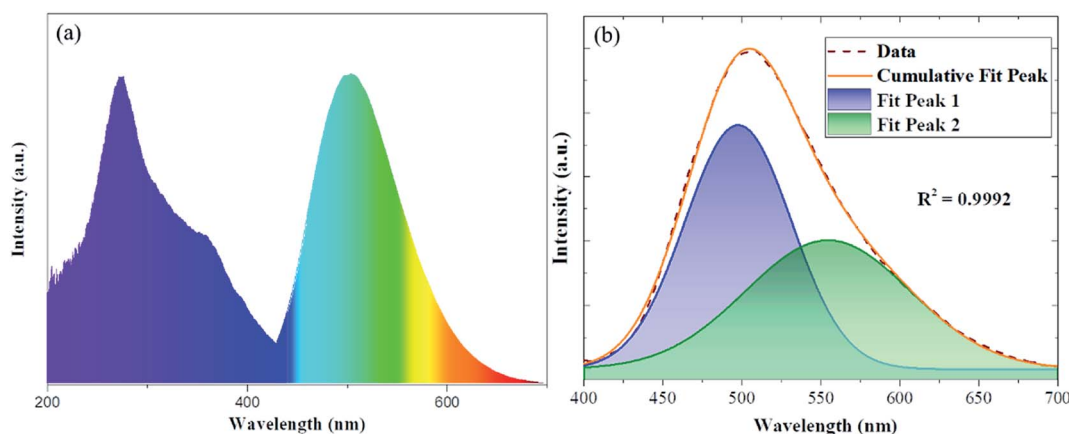 (a)
Intensity (a.u.)
200
400
600
Wavelength (nm)
(b)
Data
Cumulative Fit Peak
Fit Peak 1
Fit Peak 2
R² = 0.9992
Intensity (a.u.)
400
450
500
550
600
650
700
Wavelength (nm)